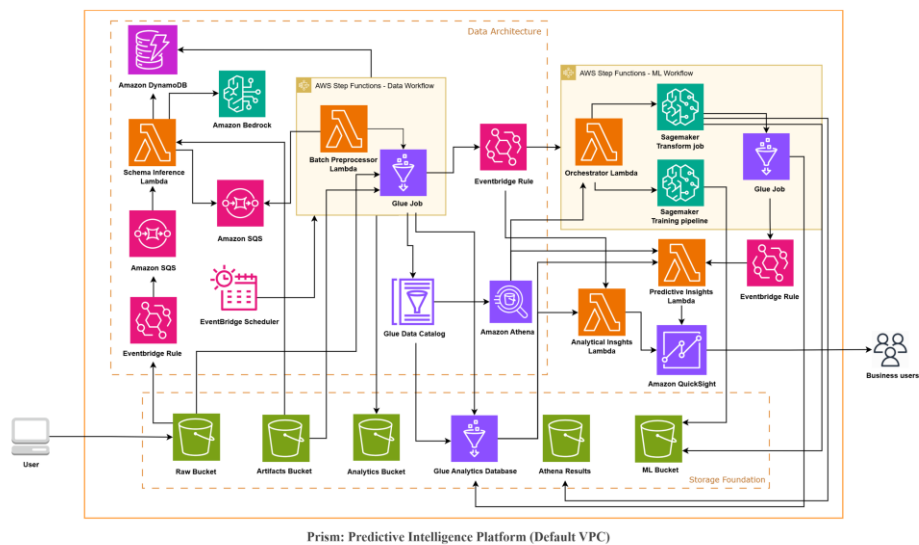 Data Architecture
AWS Step Functions - Data Workflow
AWS Step Functions - ML Workflow
Amazon DynamoDB
Amazon Bedrock
Batch Preprocessor
Lambda
Schema Inference
Lambda
Glue Job
Eventbridge Rule
Orchestrator Lambda
Sagemaker
Transform job
Glue Job
Sagemaker
Training pipeline
Amazon SQS
Amazon SQS
EventBridge Scheduler
Eventbridge Rule
Glue Data Catalog
Amazon Athena
Predictive Insights
Lambda
Eventbridge Rule
Analytical Insghts
Lambda
Amazon QuickSight
Business users
User
Raw Bucket
Artifacts Bucket
Analytics Bucket
Glue Analytics Database
Athena Results
ML Bucket
Storage Foundation
Prism: Predictive Intelligence Platform (Default VPC)